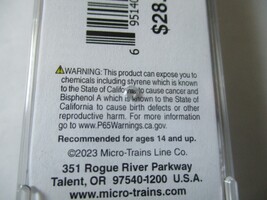 695140
$28.
WARNING: This product can expose you to
chemicals including styrene which is known
to the State of California to cause cancer and
Bisphenol A which is known to the State of
California to cause birth defects or other
reproductive harm. For more information
go to www.P65Warnings.ca.gov.
Recommended for ages 14 and up.
©2023 Micro-Trains Line Co.
351 Rogue River Parkway
Talent, OR 97540-1200 U.S.A.
www.micro-trains.com